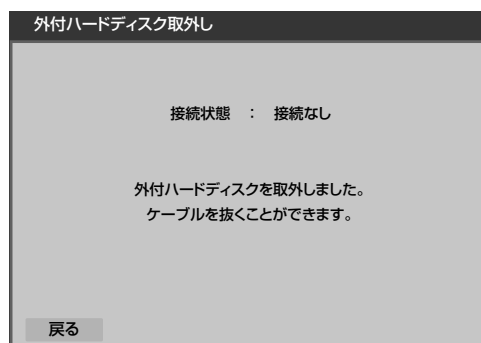 外付ハードディスク取外し
接続状態 : 接続なし
外付ハードディスクを取外しました。
ケーブルを抜くことができます。
戻る